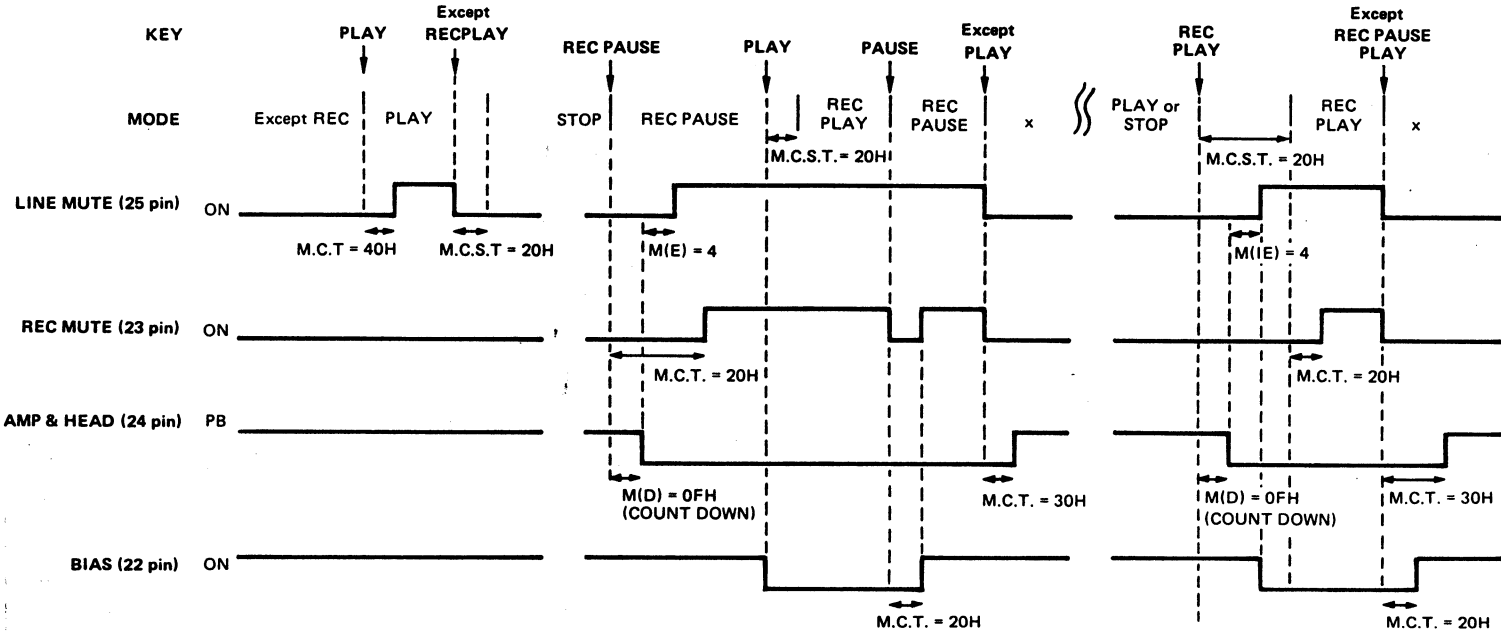 KEY
PLAY
Except
RECPLAY
REC PAUSE
PLAY
PAUSE
Except
PLAY
REC
PLAY
Except
REC PAUSE
PLAY
MODE
Except REC
PLAY
STOP
REC PAUSE
REC
PLAY
REC
PAUSE
x
PLAY or
STOP
REC
PLAY
x
M.C.S.T. = 20H
M.C.S.T. = 20H
LINE MUTE (25 pin)
ON
M.C.T = 40H
M.C.S.T = 20H
M(E) = 4
M(IE) = 4
REC MUTE (23 pin)
ON
M.C.T. = 20H
M.C.T. = 20H
AMP & HEAD (24 pin)
PB
M(D) = 0FH
(COUNT DOWN)
M.C.T. = 30H
M(D) = 0FH
(COUNT DOWN)
M.C.T. = 30H
BIAS (22 pin)
ON
M.C.T. = 20H
M.C.T. = 20H